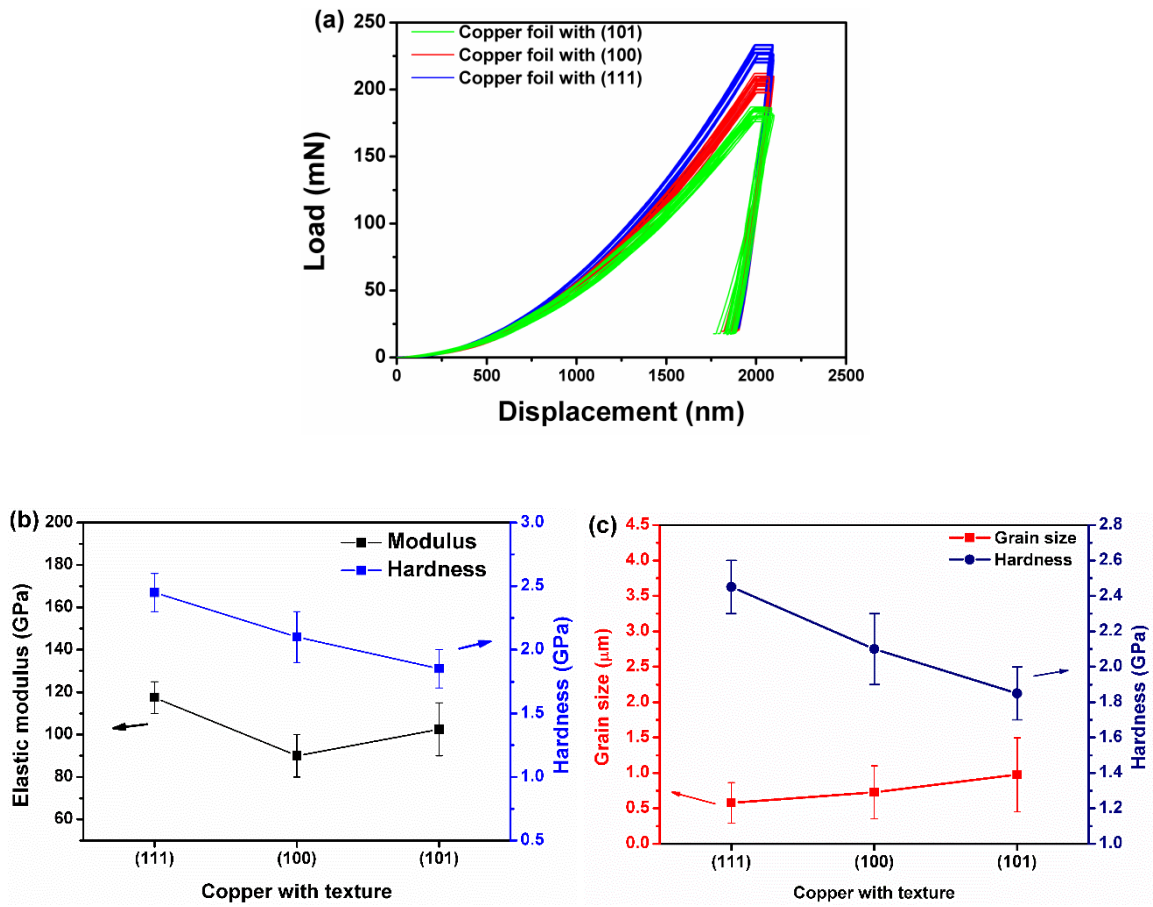 (a)
250
200
150
100
50
0
Load (mN)
Copper foil with (101)
Copper foil with (100)
Copper foil with (111)
0 500 1000 1500 2000 2500
Displacement (nm)
(b)
200
180
160
140
120
100
80
60
Elastic modulus (GPa)
Modulus
Hardness
3.0
2.5
2.0
1.5
1.0
0.5
Hardness (GPa)
(111) (100) (101)
Copper with texture
(c)
4.5
4.0
3.5
3.0
2.5
2.0
1.5
1.0
0.5
0.0
Grain size (μm)
Grain size
Hardness
2.8
2.6
2.4
2.2
2.0
1.8
1.6
1.4
1.2
1.0
Hardness (GPa)
(111) (100) (101)
Copper with texture